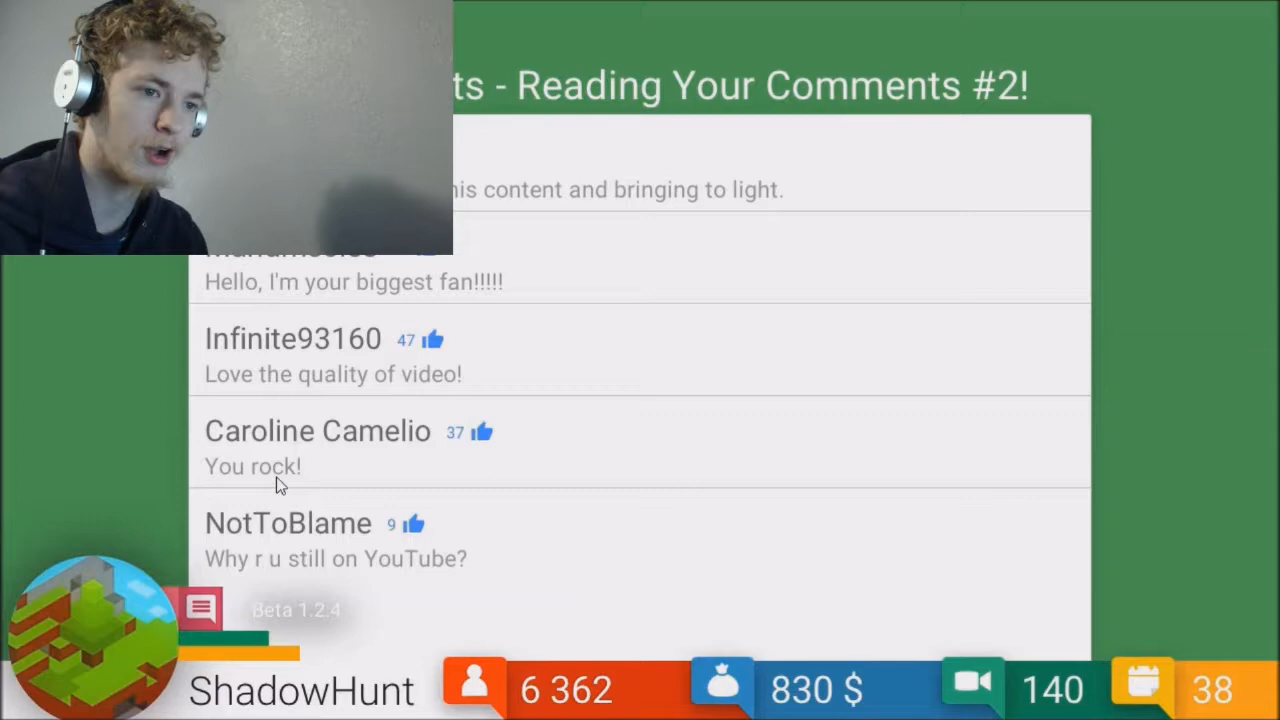 ts - Reading Your Comments #2!
his content and bringing to light.
Hello, I'm your biggest fan!!!!!
Infinite93160 47
Love the quality of video!
Caroline Camelio 37
You rock!
NotToBlame 9
Why r u still on YouTube?
Beta 1.2.4
ShadowHunt 6 362 830 $ 140 38